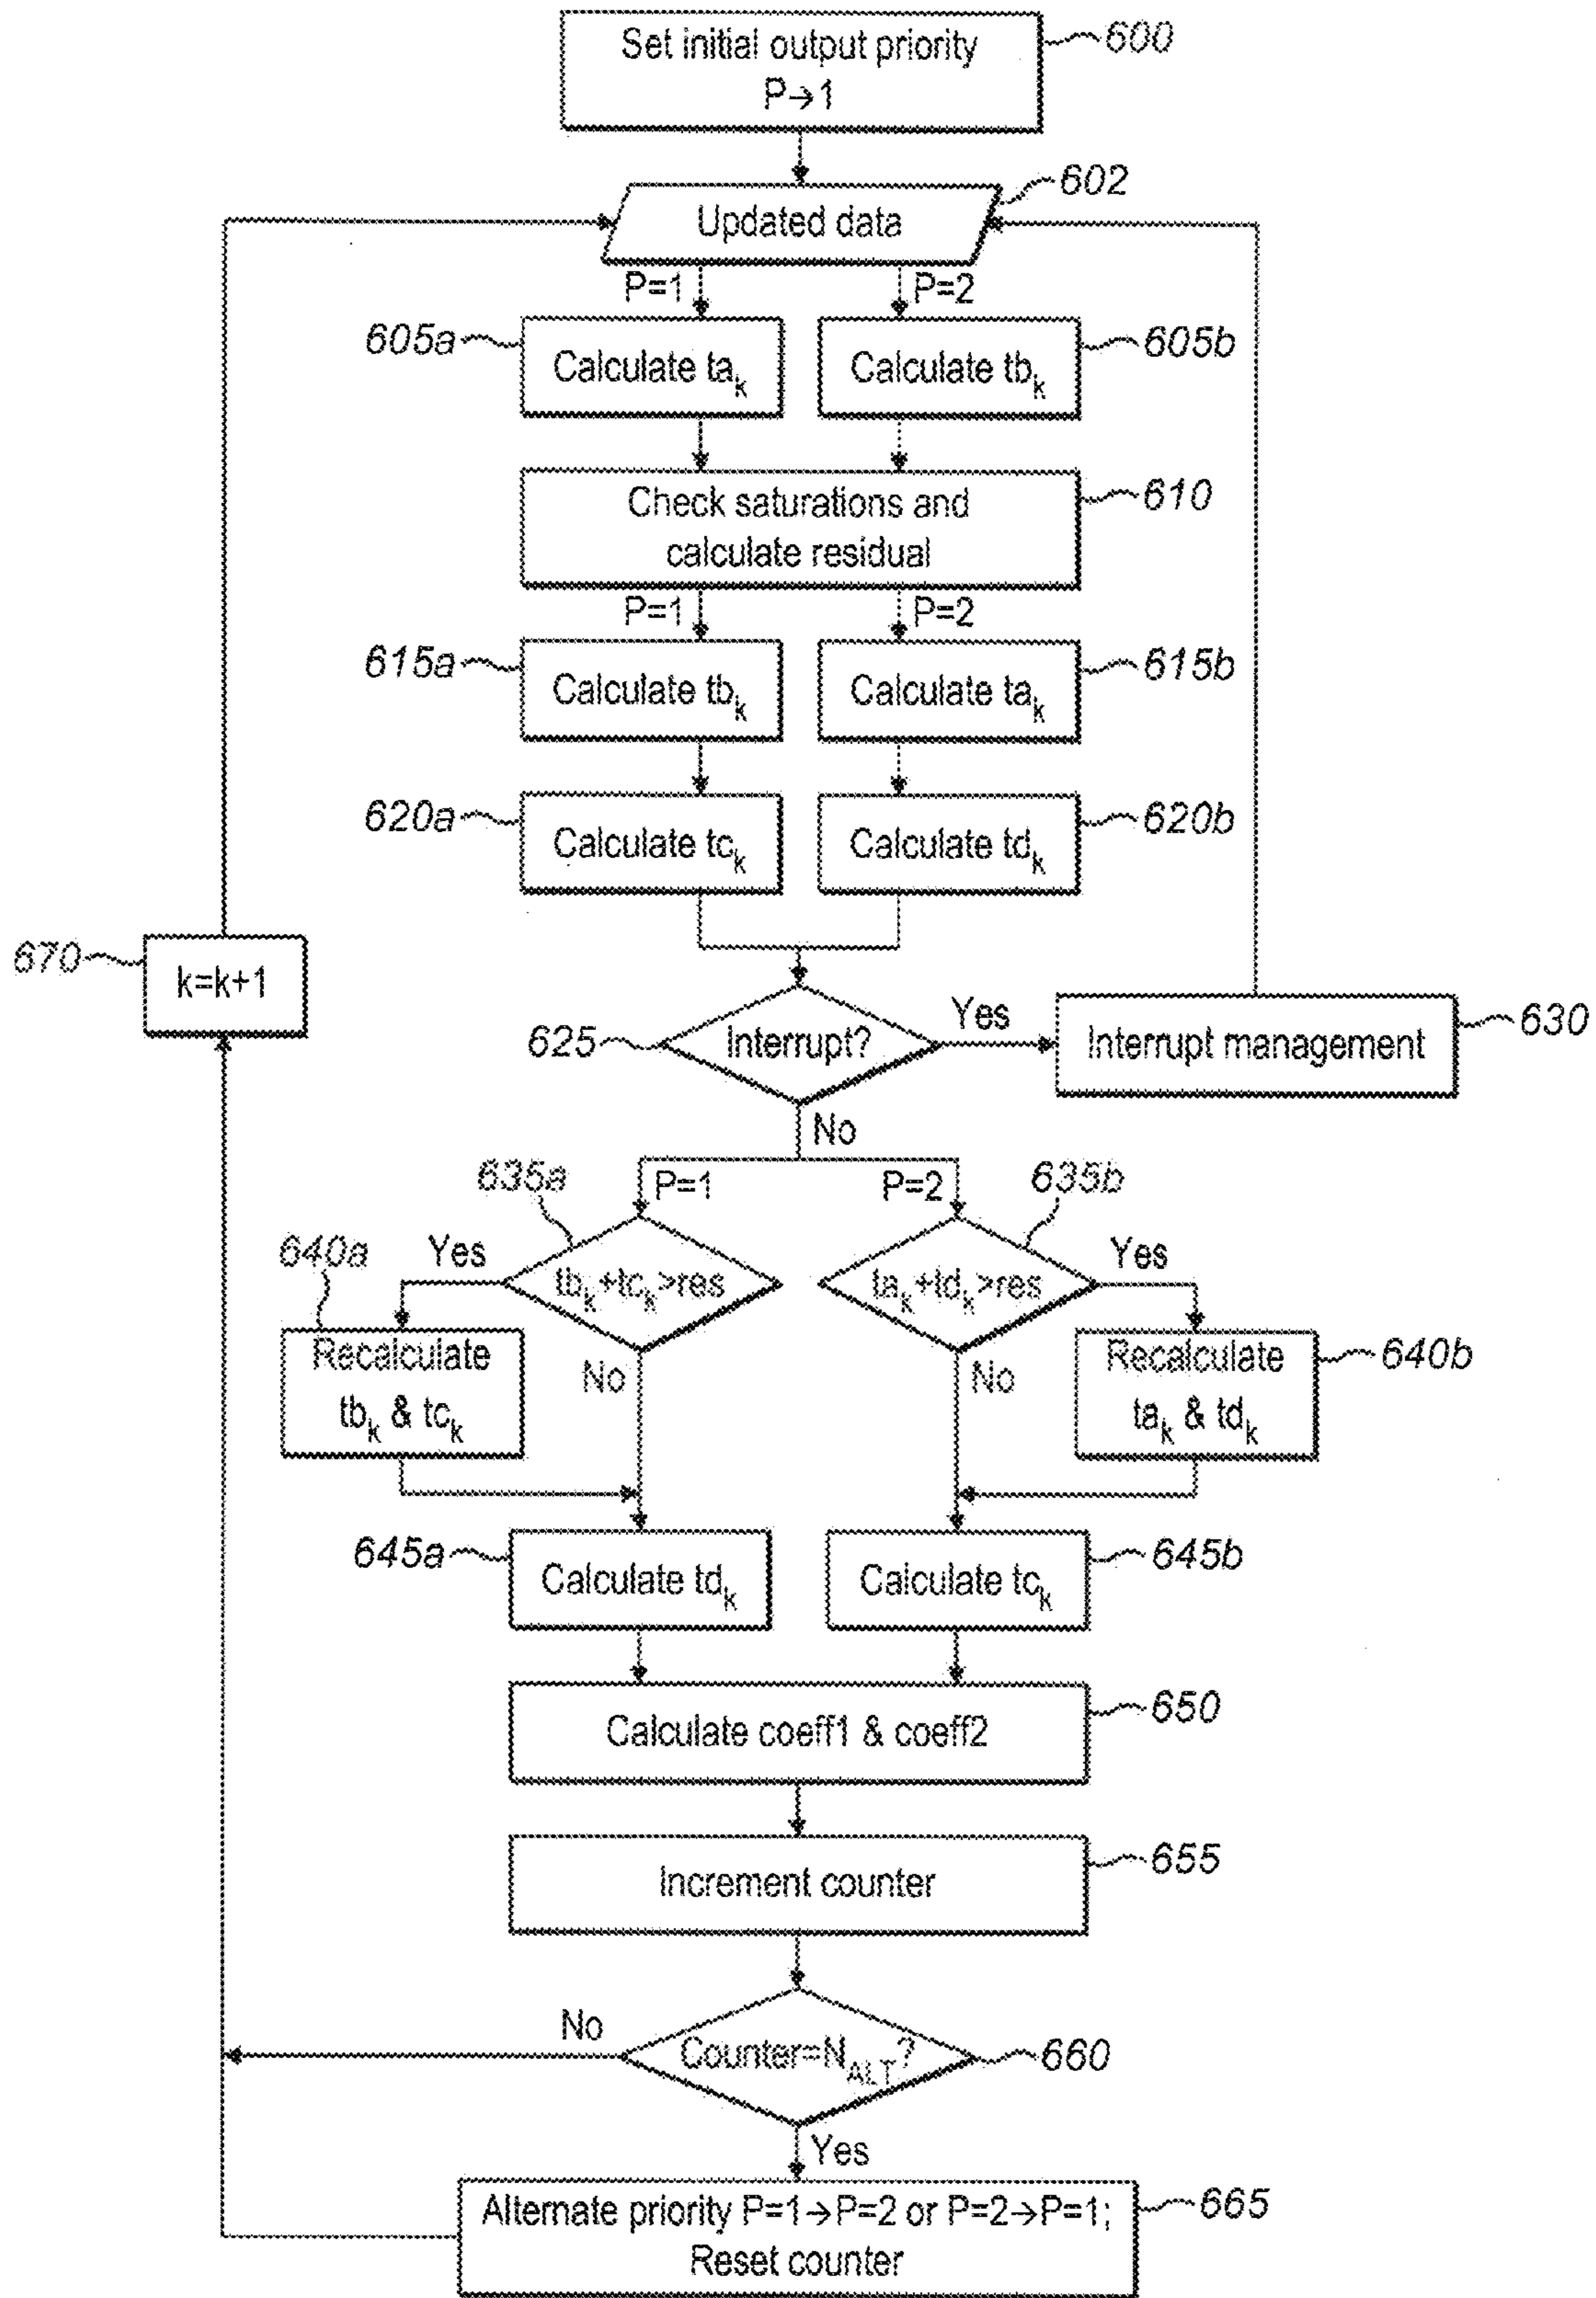 Set initial output priority
P→1
600
602
Updated data
P=1
P=2
605a
Calculate ta_k
Calculate tb_k
605b
Check saturations and
calculate residual
610
P=1
P=2
615a
Calculate tb_k
Calculate ta_k
615b
620a
Calculate tc_k
Calculate td_k
620b
670
k=k+1
625
Interrupt?
Yes
Interrupt management
630
No
635a
P=1
P=2
635b
640a
Yes
tb_k+tc_k>res
ta_k+td_k>res
Yes
Recalculate
tb_k & tc_k
No
No
Recalculate
ta_k & td_k
640b
645a
Calculate td_k
Calculate tc_k
645b
Calculate coeff1 & coeff2
650
Increment counter
655
No
Counter=N_ALT?
660
Yes
Alternate priority P=1→P=2 or P=2→P=1;
Reset counter
665